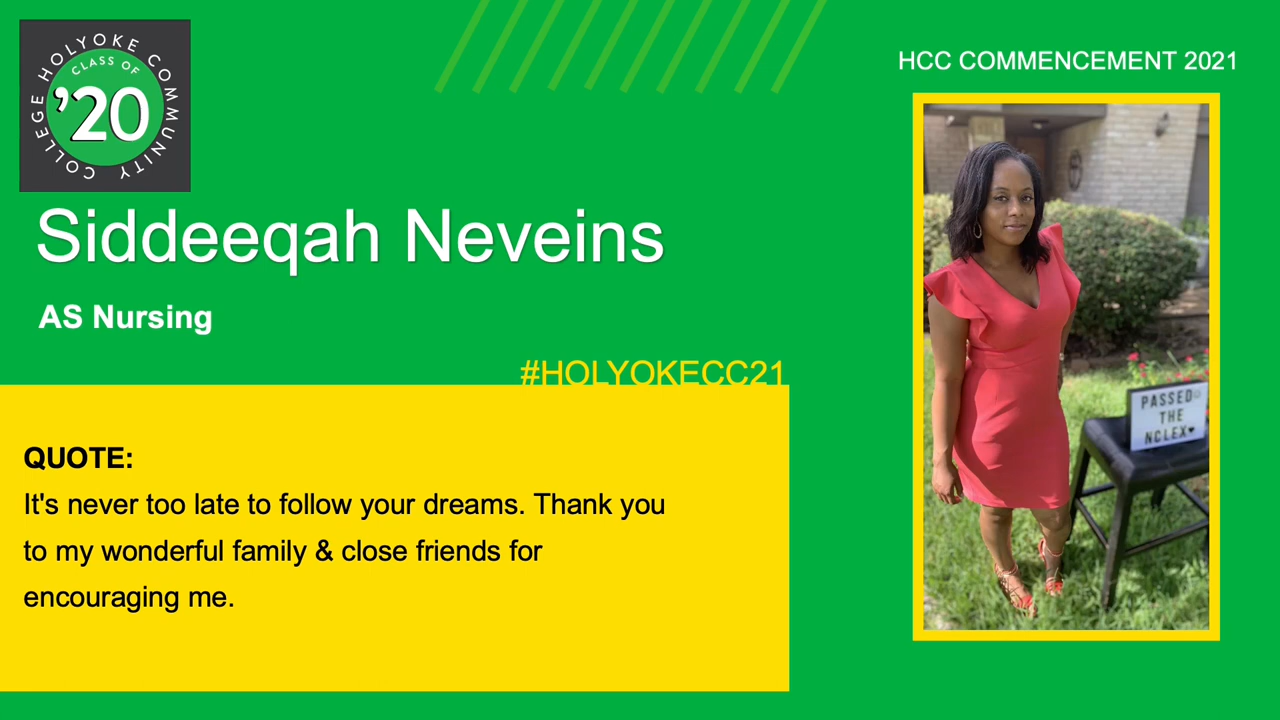 HOLYOKE COMMUNITY COLLEGE
CLASS OF
'20
HCC COMMENCEMENT 2021
Siddeeqah Neveins
AS Nursing
#HOLYOKECC21
QUOTE:
It's never too late to follow your dreams. Thank you
to my wonderful family & close friends for
encouraging me.
PASSED
THE
NCLEX♥